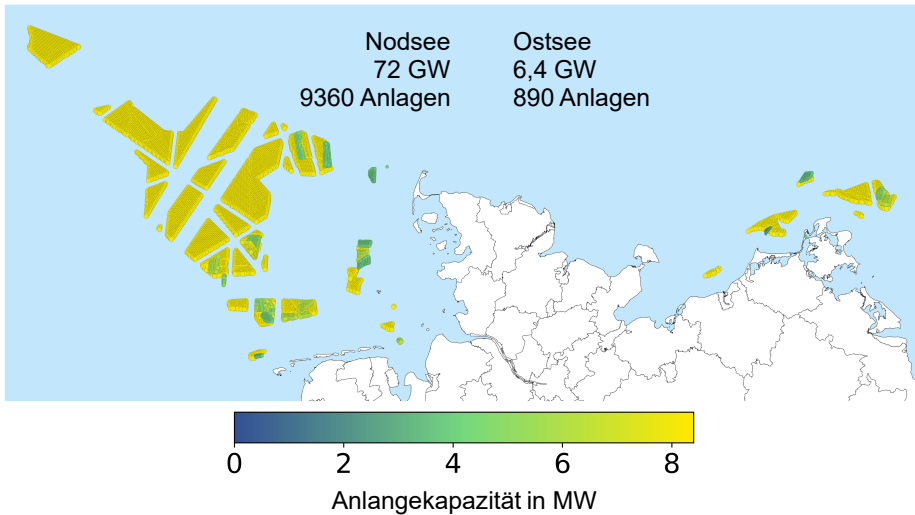 Nodsee
72 GW
9360 Anlagen
Ostsee
6,4 GW
890 Anlagen
0 2 4 6 8
Anlangekapazität in MW